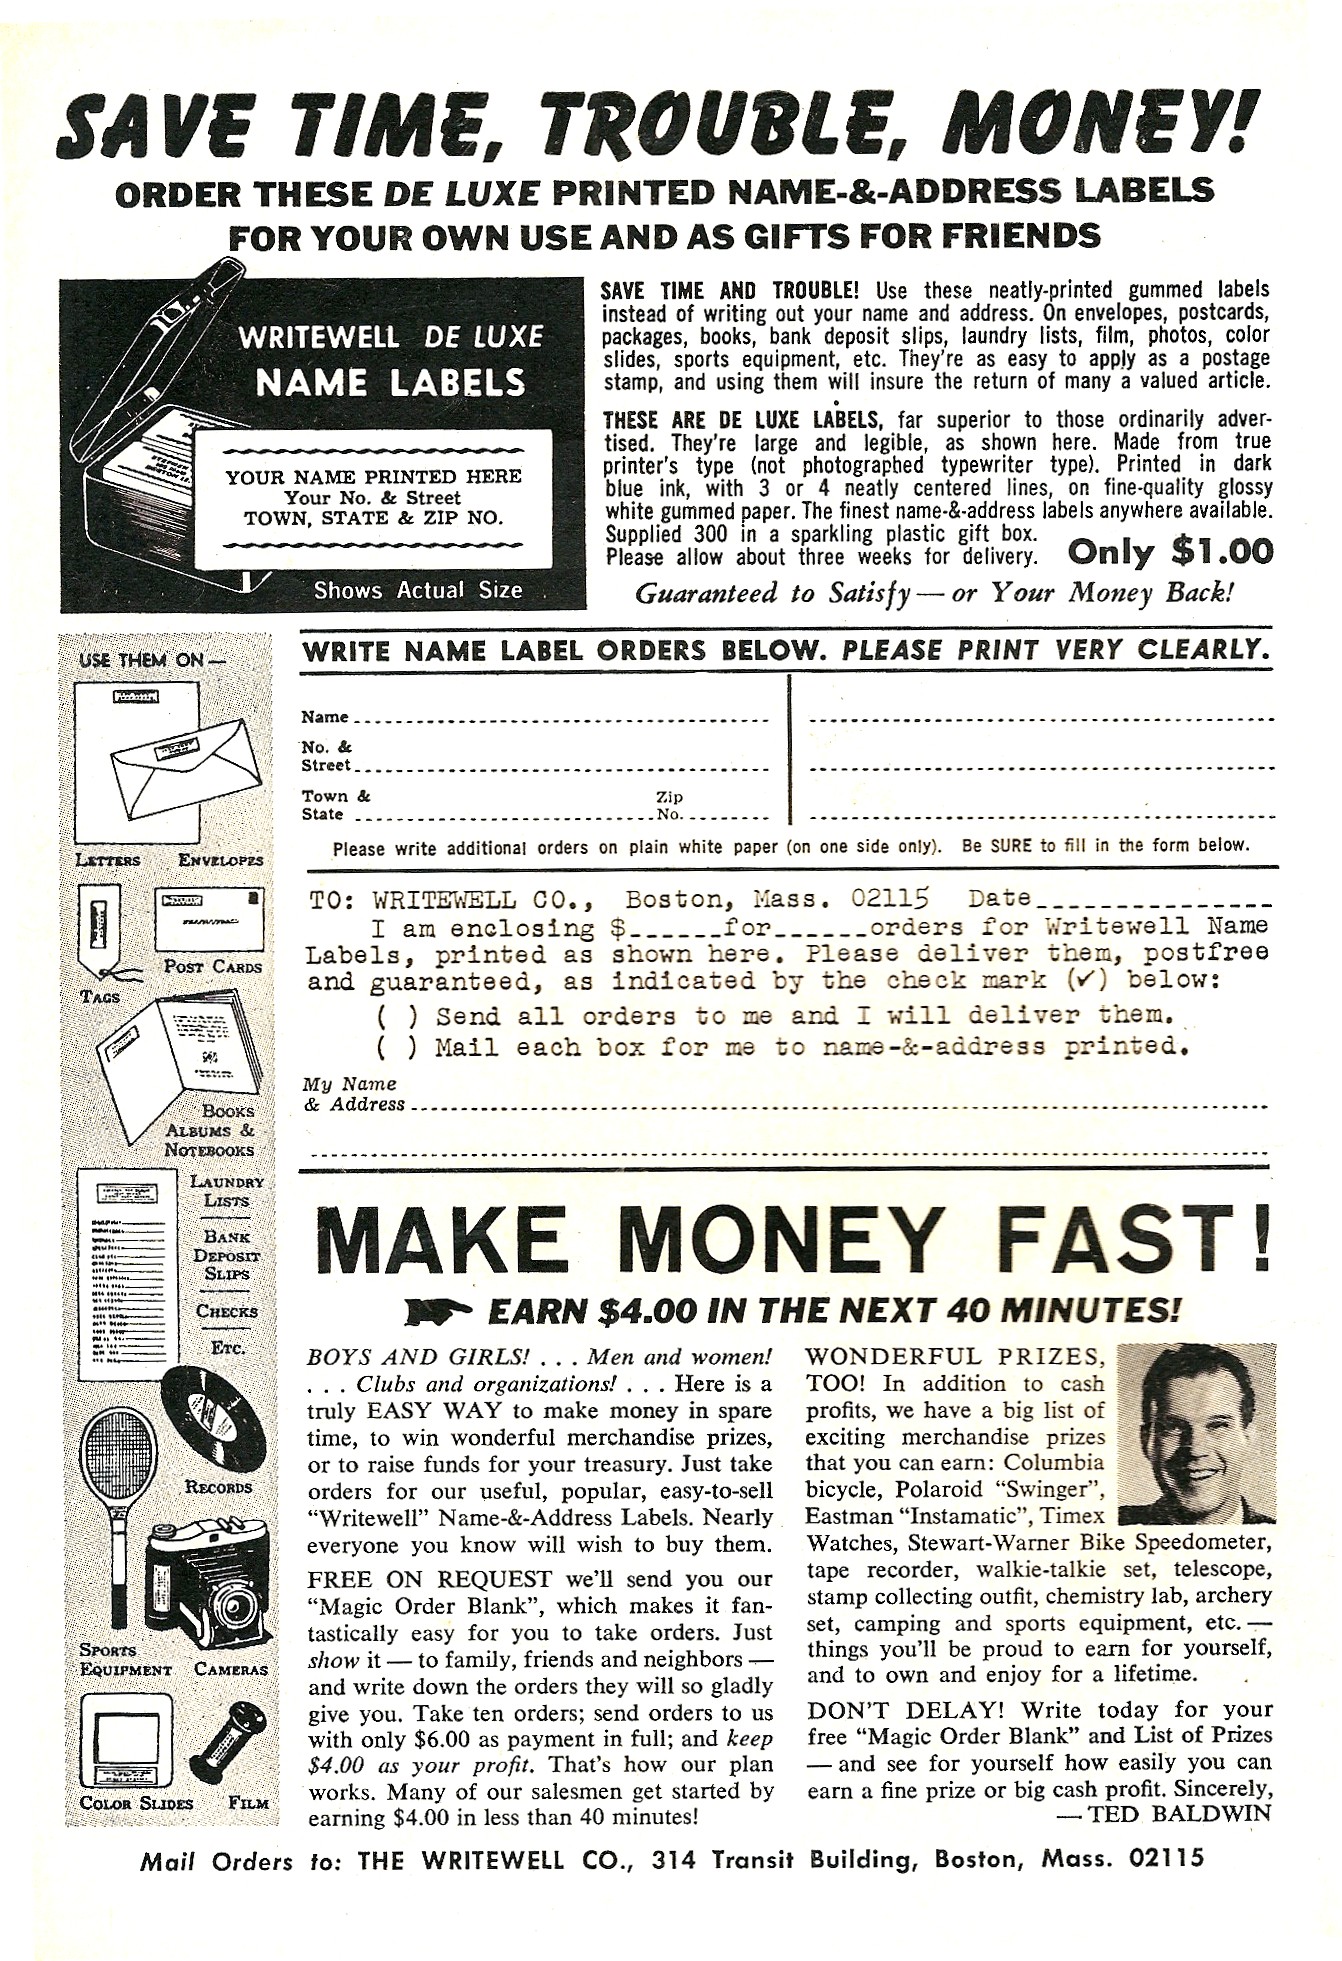 SAVE TIME, TROUBLE, MONEY!
ORDER THESE DE LUXE PRINTED NAME-&-ADDRESS LABELS
FOR YOUR OWN USE AND AS GIFTS FOR FRIENDS
WRITEWELL DE LUXE
NAME LABELS
YOUR NAME PRINTED HERE
Your No. & Street
TOWN, STATE & ZIP NO.
Shows Actual Size
SAVE TIME AND TROUBLE! Use these neatly-printed gummed labels
instead of writing out your name and address. On envelopes, postcards,
packages, books, bank deposit slips, laundry lists, film, photos, color
slides, sports equipment, etc. They're as easy to apply as a postage
stamp, and using them will insure the return of many a valued article.
THESE ARE DE LUXE LABELS, far superior to those ordinarily adver-
tised. They're large and legible, as shown here. Made from true
printer's type (not photographed typewriter type). Printed in dark
blue ink, with 3 or 4 neatly centered lines, on fine-quality glossy
white gummed paper. The finest name-&-address labels anywhere available.
Supplied 300 in a sparkling plastic gift box.
Please allow about three weeks for delivery. Only $1.00
Guaranteed to Satisfy — or Your Money Back!
USE THEM ON —
LETTERS ENVELOPES
POST CARDS
TAGS
BOOKS
ALBUMS &
NOTEBOOKS
LAUNDRY
LISTS
BANK
DEPOSIT
SLIPS
CHECKS
ETC.
RECORDS
SPORTS
EQUIPMENT CAMERAS
COLOR SLIDES FILM
WRITE NAME LABEL ORDERS BELOW. PLEASE PRINT VERY CLEARLY.
Name
No. &
Street
Town & Zip
State No.
Please write additional orders on plain white paper (on one side only). Be SURE to fill in the form below.
TO: WRITEWELL CO., Boston, Mass. 02115 Date_______________
I am enclosing $______for______orders for Writewell Name
Labels, printed as shown here. Please deliver them, postfree
and guaranteed, as indicated by the check mark (✓) below:
( ) Send all orders to me and I will deliver them.
( ) Mail each box for me to name-&-address printed.
My Name
& Address
MAKE MONEY FAST!
EARN $4.00 IN THE NEXT 40 MINUTES!
BOYS AND GIRLS! . . . Men and women!
. . . Clubs and organizations! . . . Here is a
truly EASY WAY to make money in spare
time, to win wonderful merchandise prizes,
or to raise funds for your treasury. Just take
orders for our useful, popular, easy-to-sell
"Writewell" Name-&-Address Labels. Nearly
everyone you know will wish to buy them.
FREE ON REQUEST we'll send you our
"Magic Order Blank", which makes it fan-
tastically easy for you to take orders. Just
show it — to family, friends and neighbors —
and write down the orders they will so gladly
give you. Take ten orders; send orders to us
with only $6.00 as payment in full; and keep
$4.00 as your profit. That's how our plan
works. Many of our salesmen get started by
earning $4.00 in less than 40 minutes!
WONDERFUL PRIZES,
TOO! In addition to cash
profits, we have a big list of
exciting merchandise prizes
that you can earn: Columbia
bicycle, Polaroid "Swinger",
Eastman "Instamatic", Timex
Watches, Stewart-Warner Bike Speedometer,
tape recorder, walkie-talkie set, telescope,
stamp collecting outfit, chemistry lab, archery
set, camping and sports equipment, etc. —
things you'll be proud to earn for yourself,
and to own and enjoy for a lifetime.
DON'T DELAY! Write today for your
free "Magic Order Blank" and List of Prizes
— and see for yourself how easily you can
earn a fine prize or big cash profit. Sincerely,
— TED BALDWIN
Mail Orders to: THE WRITEWELL CO., 314 Transit Building, Boston, Mass. 02115